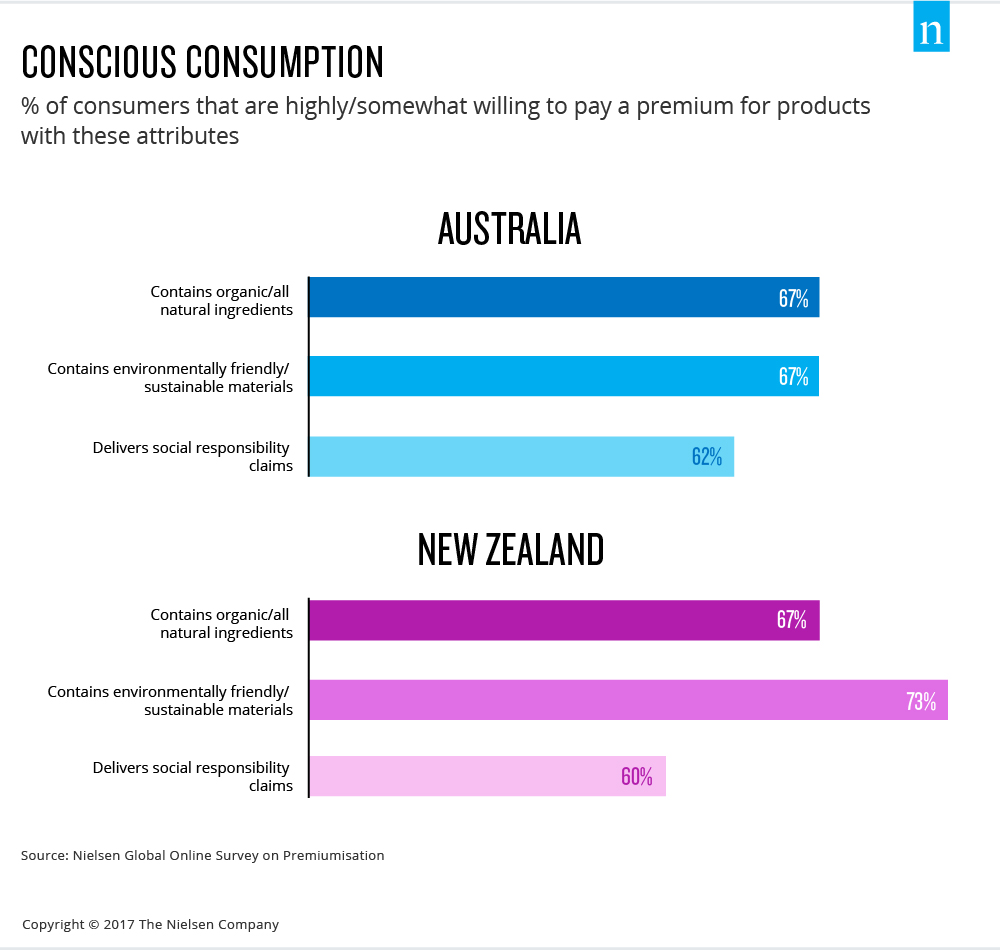 n
CONSCIOUS CONSUMPTION
% of consumers that are highly/somewhat willing to pay a premium for products
with these attributes
AUSTRALIA
Contains organic/all
natural ingredients
67%
Contains environmentally friendly/
sustainable materials
67%
Delivers social responsibility
claims
62%
NEW ZEALAND
Contains organic/all
natural ingredients
67%
Contains environmentally friendly/
sustainable materials
73%
Delivers social responsibility
claims
60%
Source: Nielsen Global Online Survey on Premiumisation
Copyright © 2017 The Nielsen Company